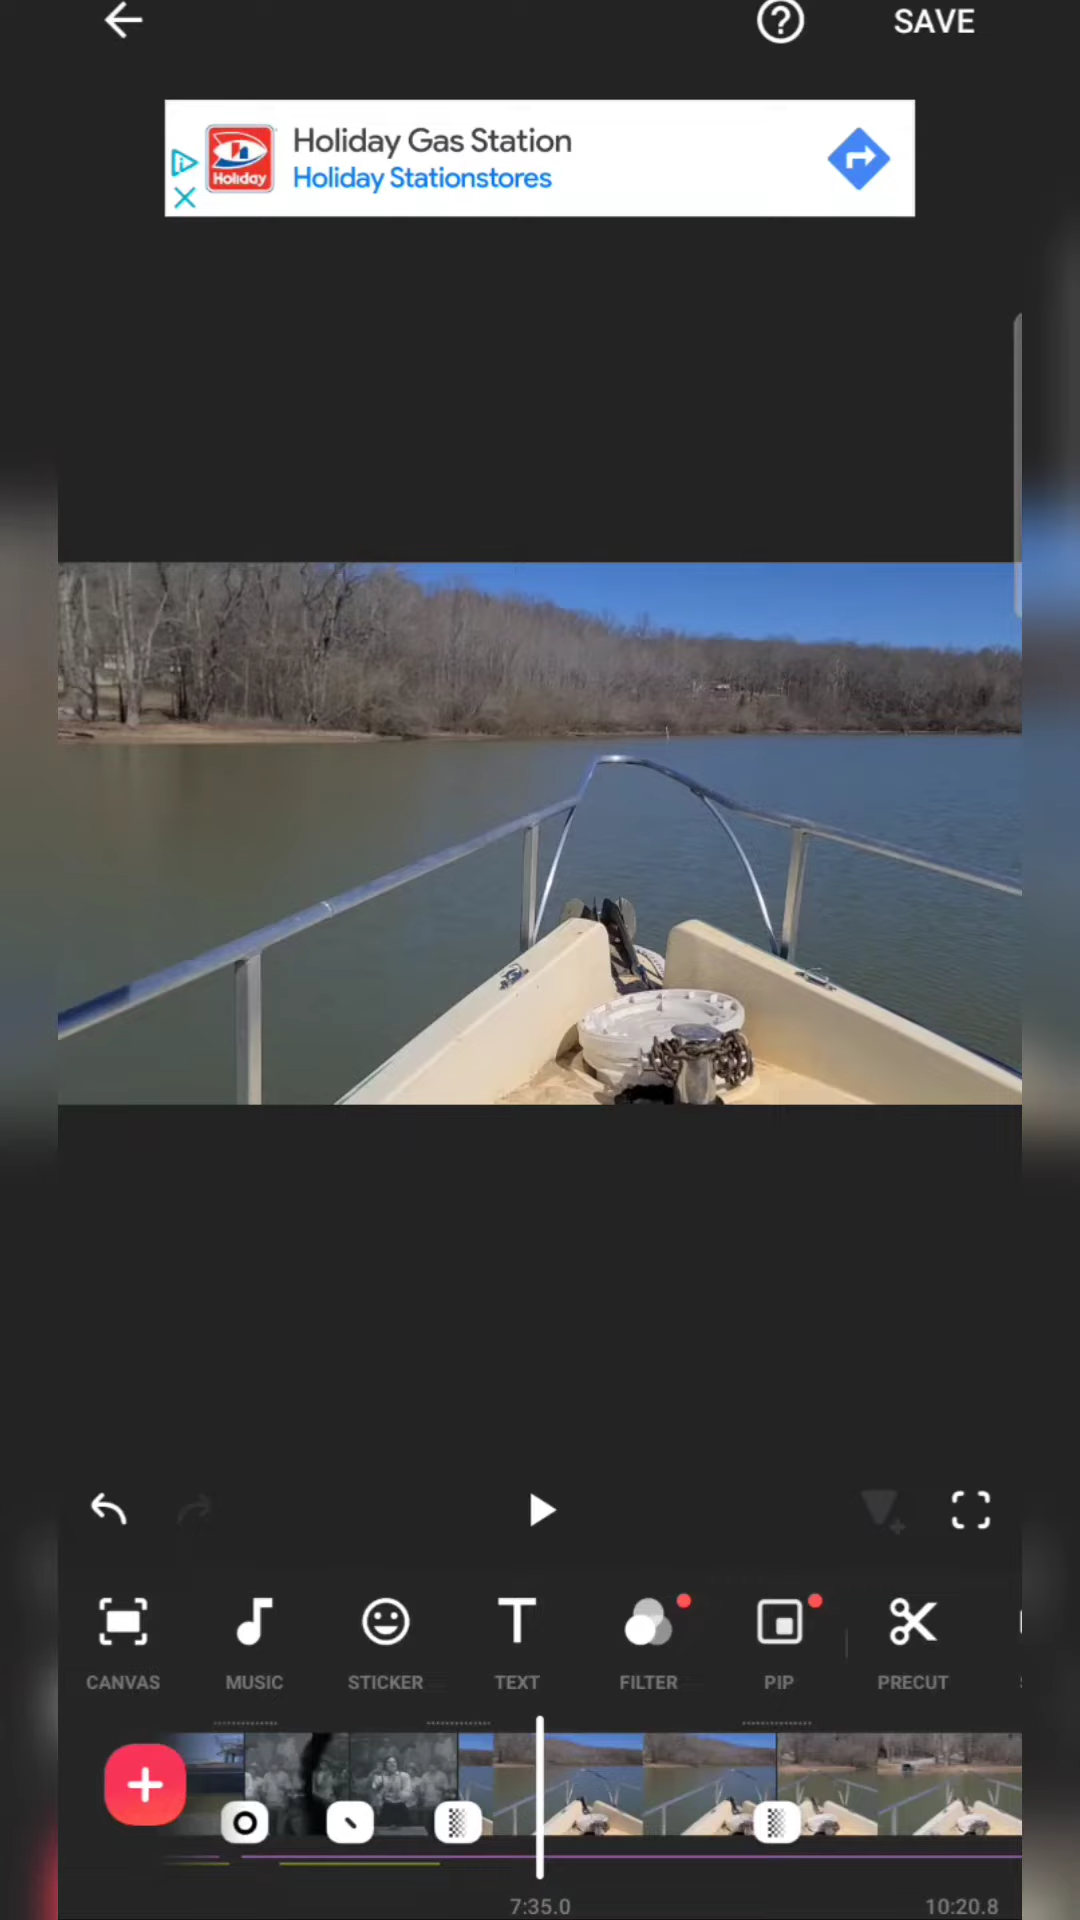 SAVE
Holiday
Holiday Gas Station
Holiday Stationstores
CANVAS
MUSIC
STICKER
TEXT
FILTER
PIP
PRECUT
7:35.0
10:20.8